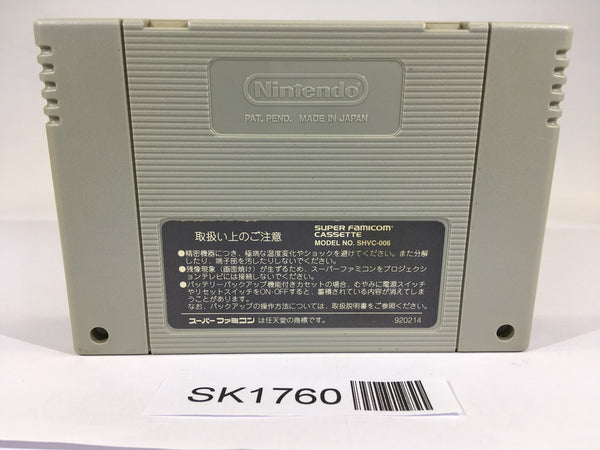 Nintendo
PAT. PEND. MADE IN JAPAN
取扱い上のご注意
SUPER FAMICOM
CASSETTE
MODEL NO. SHVC-006
●精密機器につき、極端な温度変化やショックを避けてください。また分解
したり、端子部を汚したりしないでください。
●残像現象（画面焼け）が生ずるため、スーパーファミコンをプロジェクシ
ョンテレビには接続しないでください。
●バッテリーバックアップ機能付きカセットの場合、むやみに電源スイッチ
やリセットスイッチをON・OFFすると、蓄積されている内容が消えてしま
うことがあります。
なお、バックアップの操作方法については、取扱説明書をご参照ください。
スーパーファミコン は任天堂の商標です。
920214
SK1760